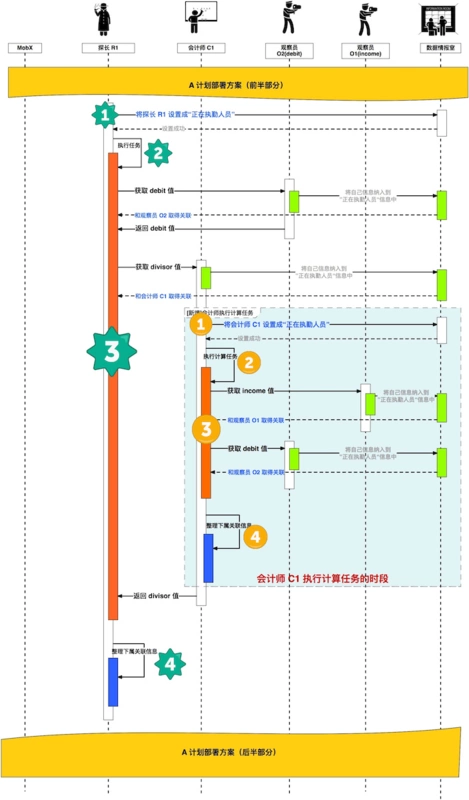 MobX
探长 R1
会计师 C1
观察员
O2(debit)
观察员
O1(income)
数据情报室
A 计划部署方案（前半部分）
1
将探长 R1 设置成“正在执勤人员”
设置成功
执行任务
2
获取 debit 值
将自己信息纳入到
“正在执勤人员”信息中
和观察员 O2 取得关联
返回 debit 值
获取 divisor 值
将自己信息纳入到
“正在执勤人员”信息中
和会计师 C1 取得关联
1
将会计师 C1 设置成“正在执勤人员”
设置成功
3
执行计算任务
2
获取 income 值
将自己信息纳入到
“正在执勤人员”信息中
3
和观察员 O1 取得关联
获取 debit 值
将自己信息纳入到
“正在执勤人员”信息中
和观察员 O2 取得关联
整理下属关联信息
4
会计师 C1 执行计算任务的时段
返回 divisor 值
整理下属关联信息
4
A 计划部署方案（后半部分）